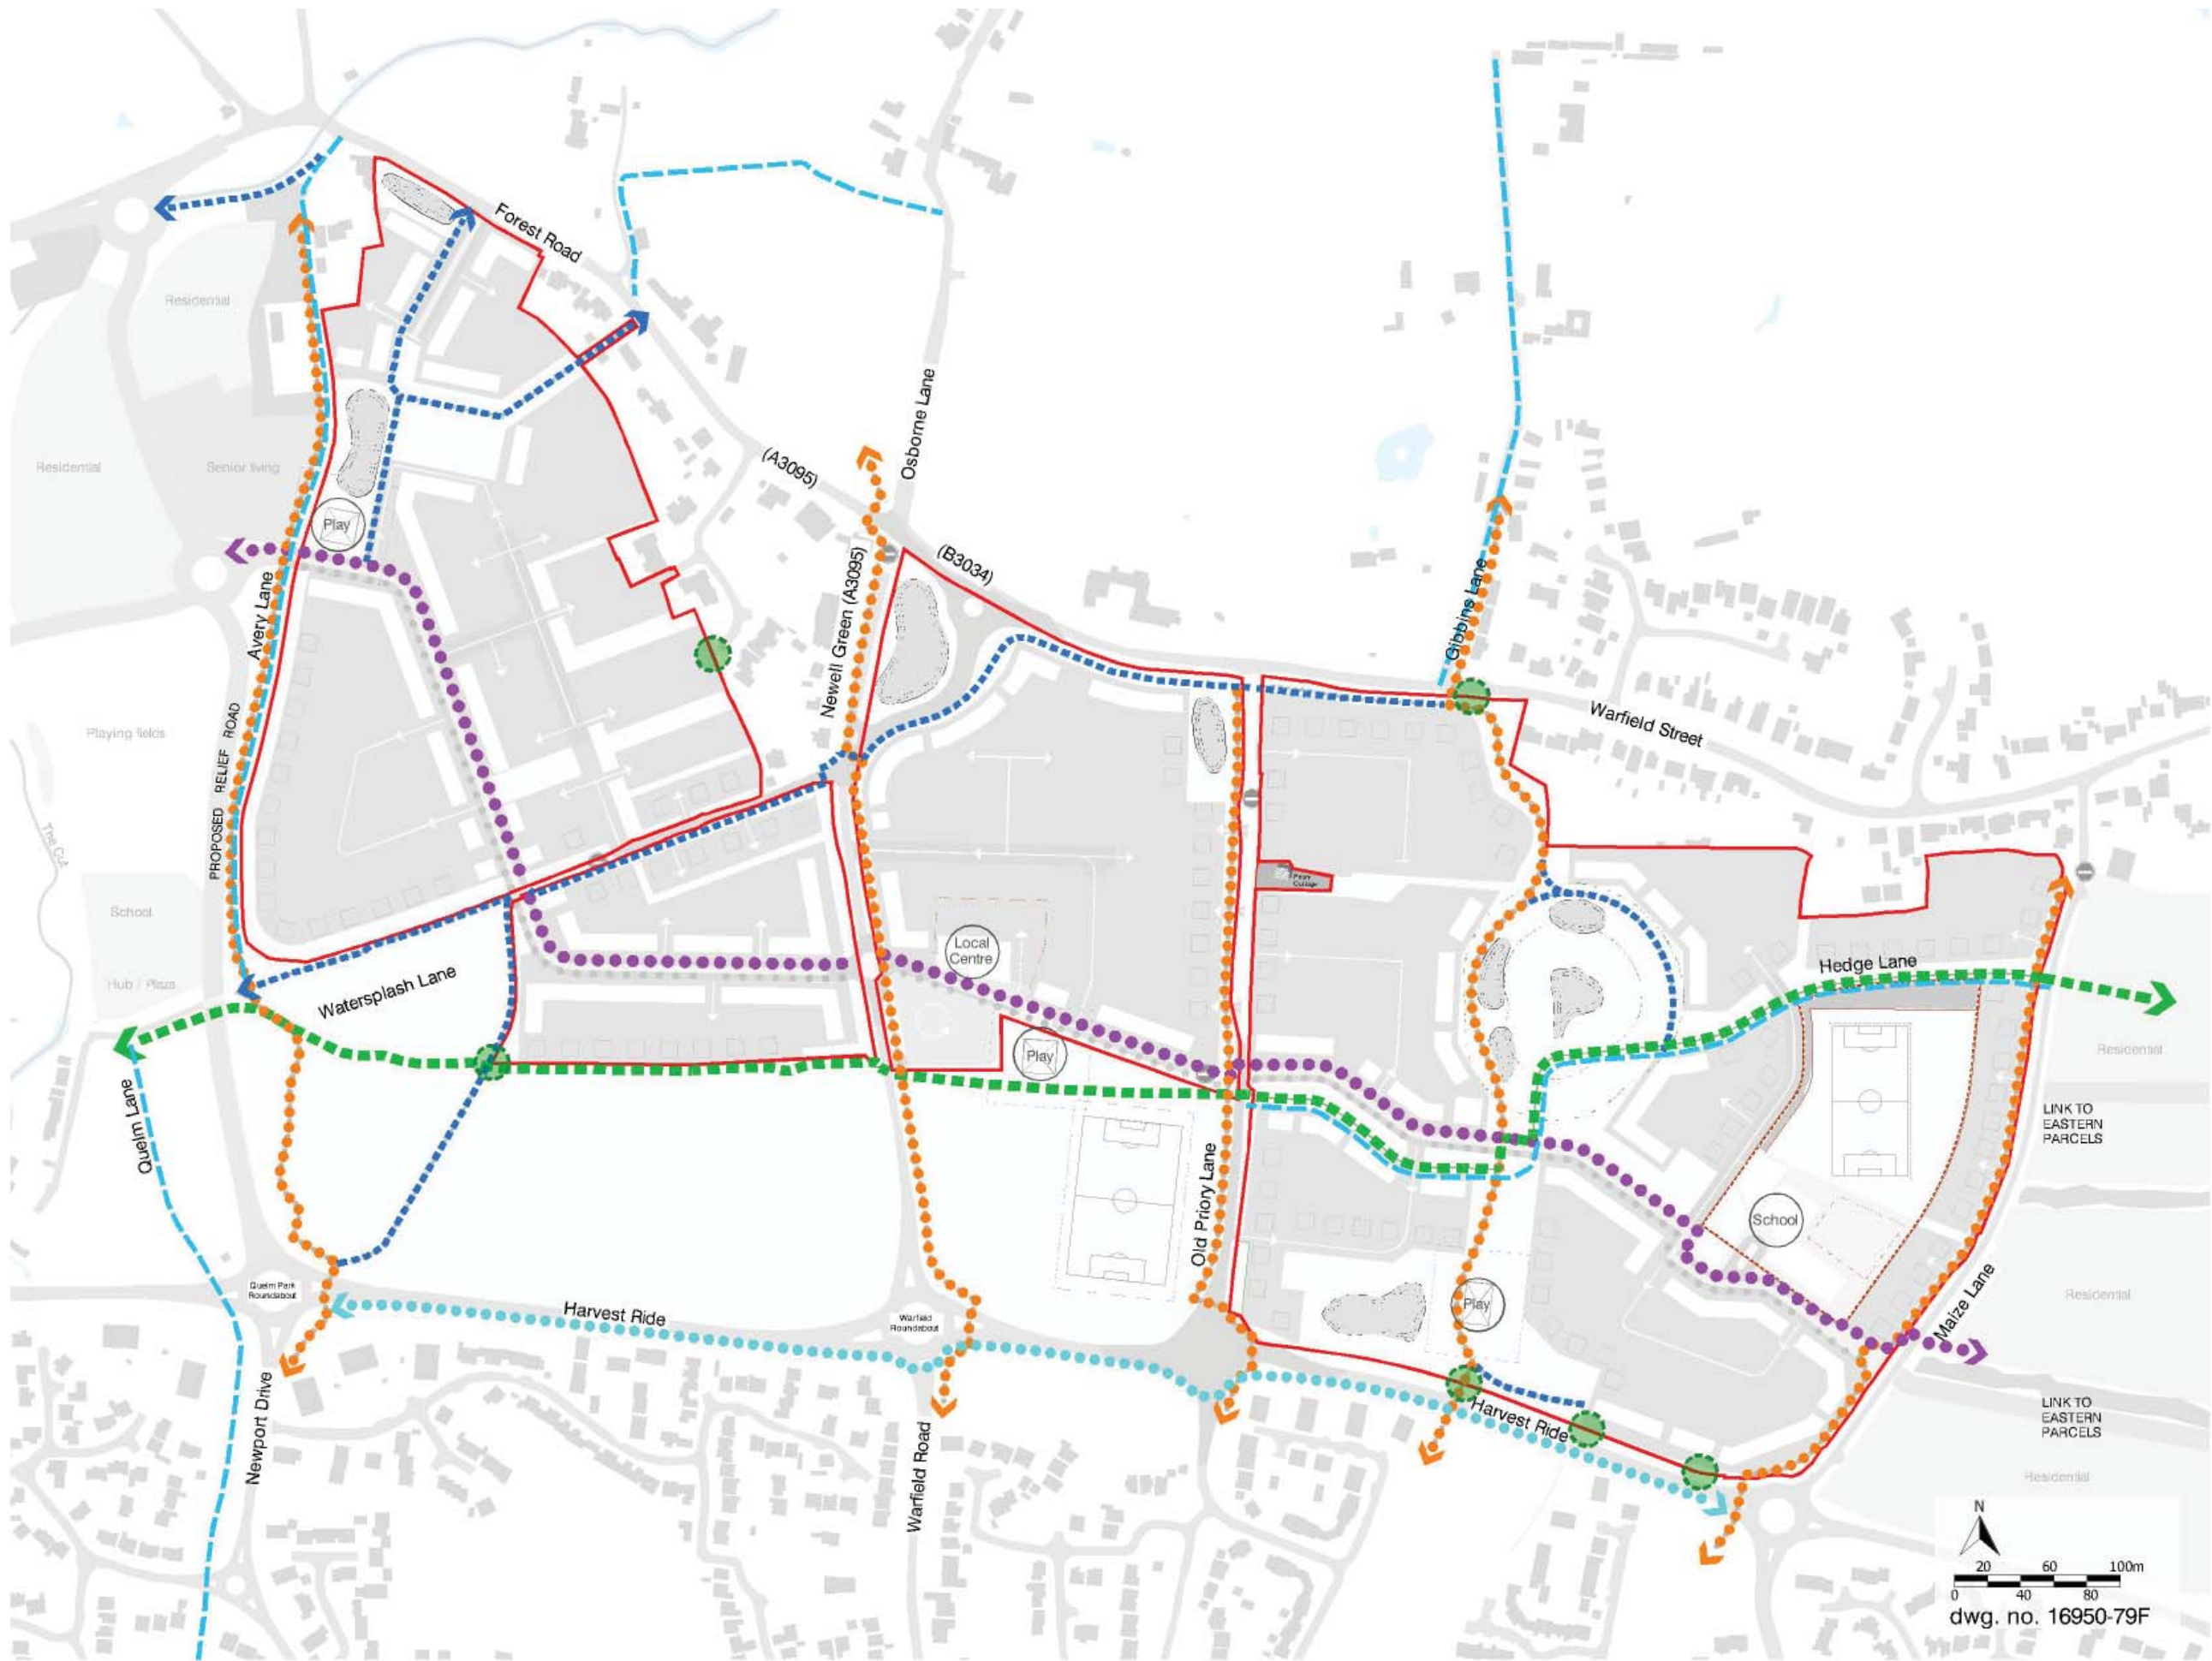 Forest Road
Residential
Osborne Lane
(A3095)
Residential
Senior living
Play
(B3034)
Newell Green (A3095)
Gibbins Lane
Avery Lane
Warfield Street
PROPOSED RELIEF ROAD
Playing fields
The Cut
School
Local
Centre
Hedge Lane
Watersplash Lane
Hub / Plaza
Play
Residential
Quelm Lane
LINK TO
EASTERN
PARCELS
Old Priory Lane
School
Quelm Park
Roundabout
Harvest Ride
Warfield
Roundabout
Play
Maize Lane
Residential
Newport Drive
Harvest Ride
Warfield Road
LINK TO
EASTERN
PARCELS
Residential
N
20 60 100m
0 40 80
dwg. no. 16950-79F